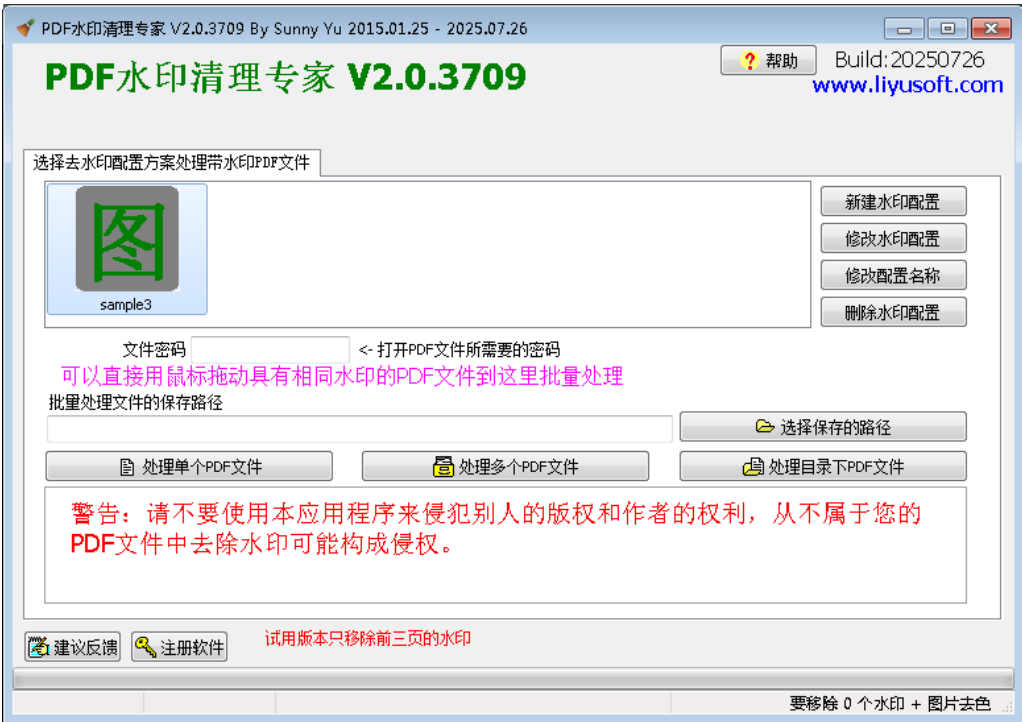 PDF水印清理专家 V2.0.3709 By Sunny Yu 2015.01.25 - 2025.07.26
PDF水印清理专家 V2.0.3709
? 帮助
Build:20250726
www.liyusoft.com
选择去水印配置方案处理带水印PDF文件
图
sample3
新建水印配置
修改水印配置
修改配置名称
删除水印配置
文件密码
<- 打开PDF文件所需要的密码
可以直接用鼠标拖动具有相同水印的PDF文件到这里批量处理
批量处理文件的保存路径
选择保存的路径
处理单个PDF文件
处理多个PDF文件
处理目录下PDF文件
警告：请不要使用本应用程序来侵犯别人的版权和作者的权利，从不属于您的
PDF文件中去除水印可能构成侵权。
建议反馈
注册软件
试用版本只移除前三页的水印
要移除 0 个水印 + 图片去色